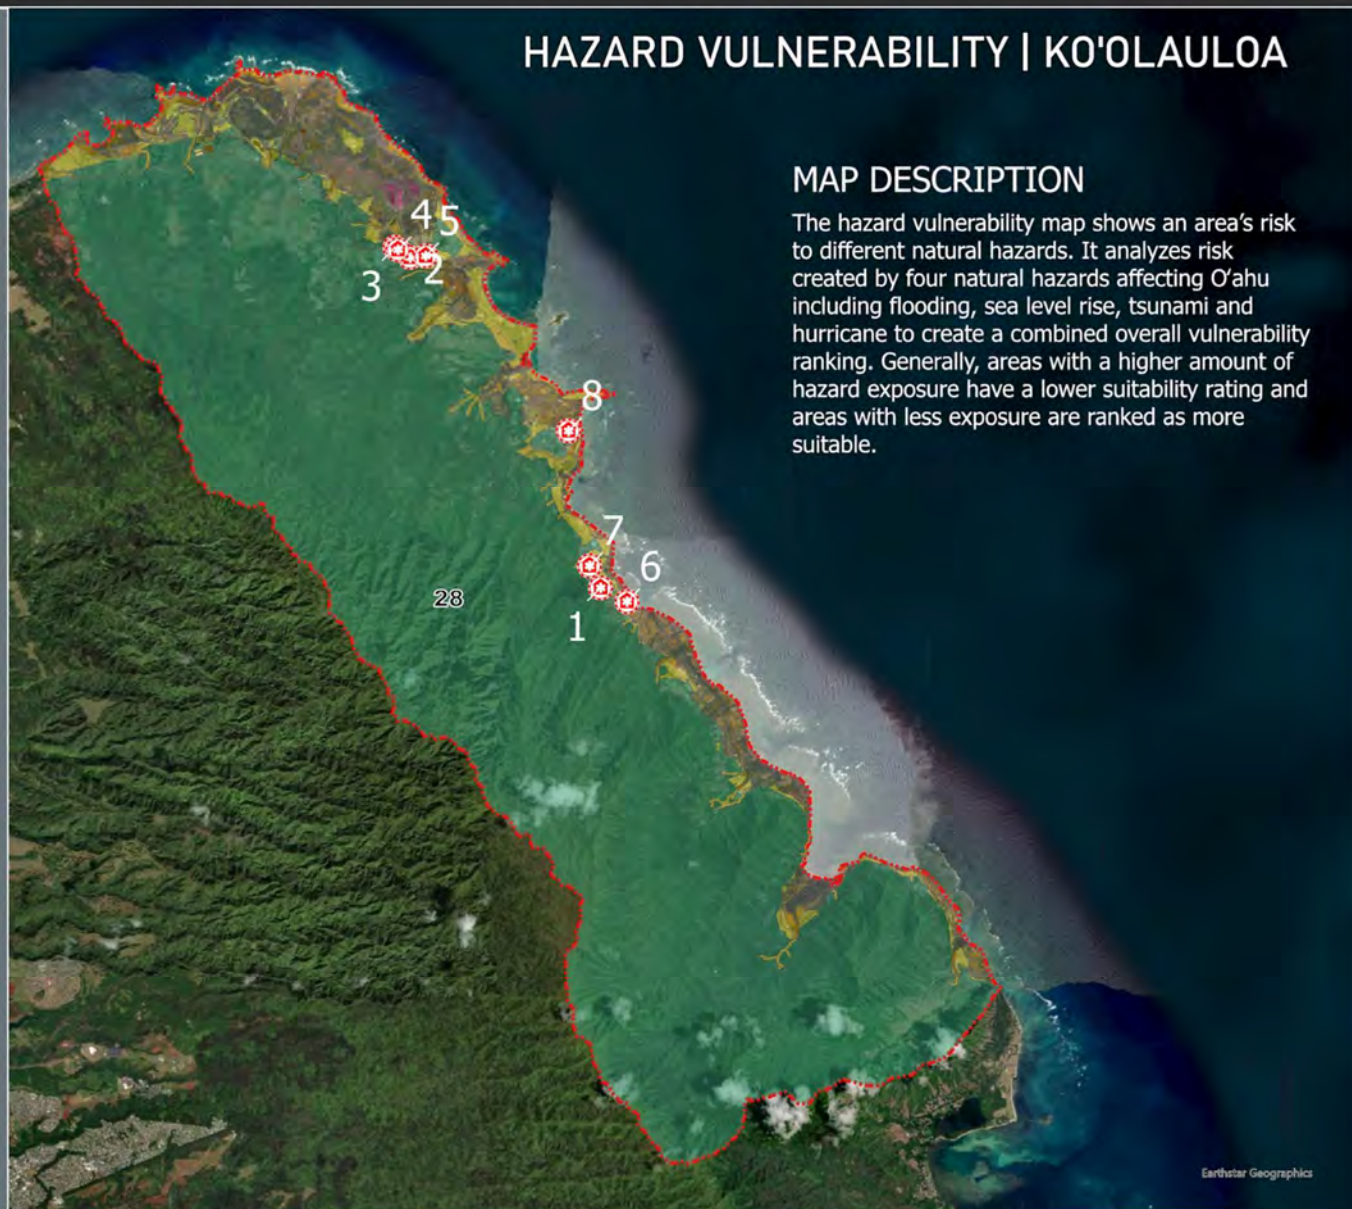 HAZARD VULNERABILITY | KO'OLAULOA
MAP DESCRIPTION
The hazard vulnerability map shows an area's risk
to different natural hazards. It analyzes risk
created by four natural hazards affecting Oʻahu
including flooding, sea level rise, tsunami and
hurricane to create a combined overall vulnerability
ranking. Generally, areas with a higher amount of
hazard exposure have a lower suitability rating and
areas with less exposure are ranked as more
suitable.
4 5
3 2
8
7
6
28
1
Earthstar Geographics